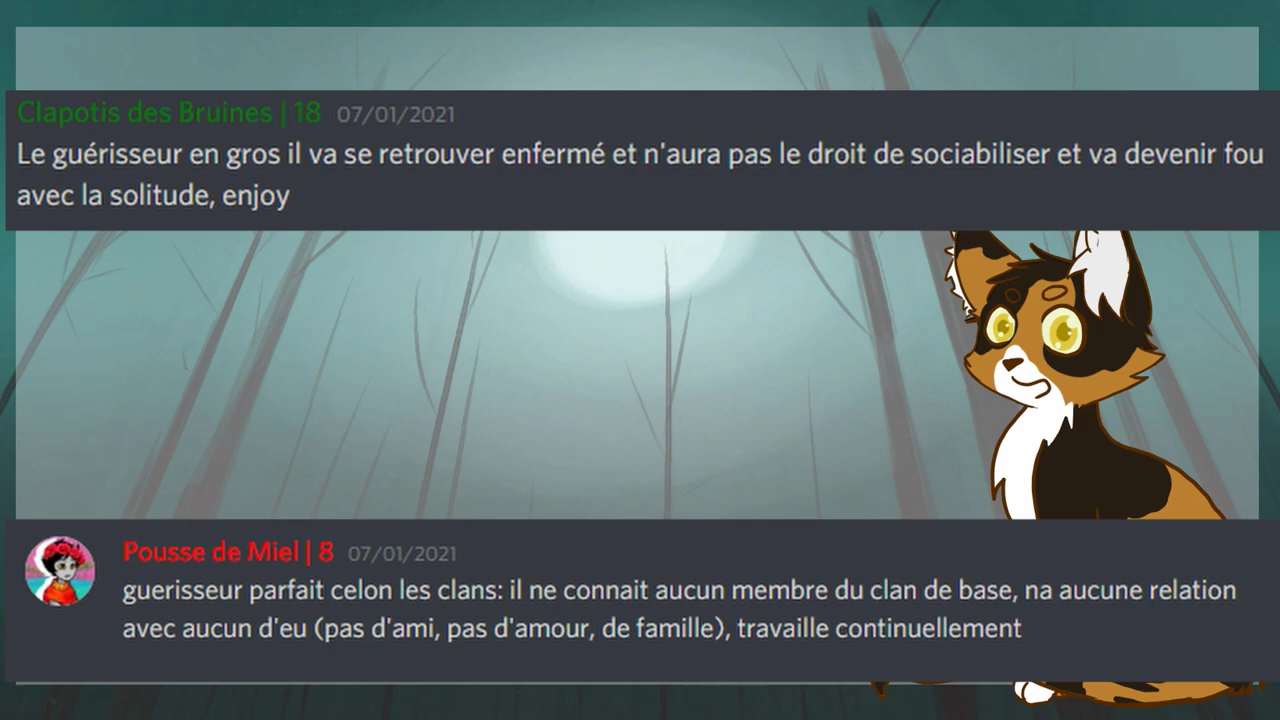 Clapotis des Bruines | 18 07/01/2021
Le guérisseur en gros il va se retrouver enfermé et n'aura pas le droit de sociabiliser et va devenir fou
avec la solitude, enjoy
Pousse de Miel | 8 07/01/2021
guerisseur parfait celon les clans: il ne connait aucun membre du clan de base, na aucune relation
avec aucun d'eu (pas d'ami, pas d'amour, de famille), travaille continuellement